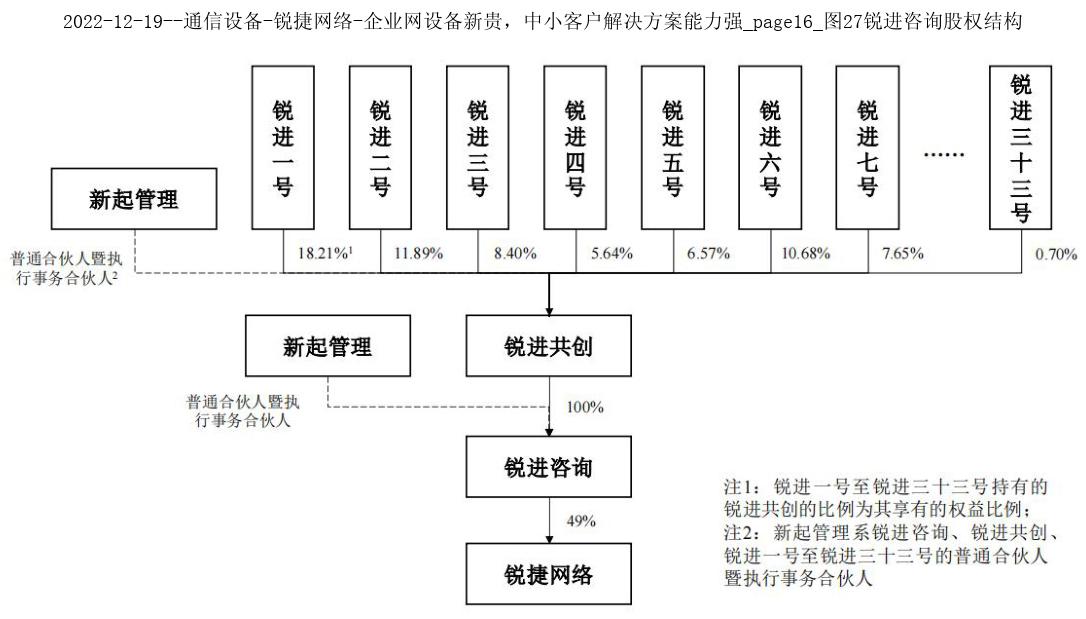 2022-12-19--通信设备-锐捷网络-企业网设备新贵，中小客户解决方案能力强_page16_图27锐进咨询股权结构
锐进一号
锐进二号
锐进三号
锐进四号
锐进五号
锐进六号
锐进七号
……
锐进三十三号
新起管理
普通合伙人暨执
行事务合伙人2
18.21%1
11.89%
8.40%
5.64%
6.57%
10.68%
7.65%
0.70%
新起管理
锐进共创
普通合伙人暨执
行事务合伙人
100%
锐进咨询
49%
锐捷网络
注1：锐进一号至锐进三十三号持有的
锐进共创的比例为其享有的权益比例；
注2：新起管理系锐进咨询、锐进共创、
锐进一号至锐进三十三号的普通合伙人
暨执行事务合伙人